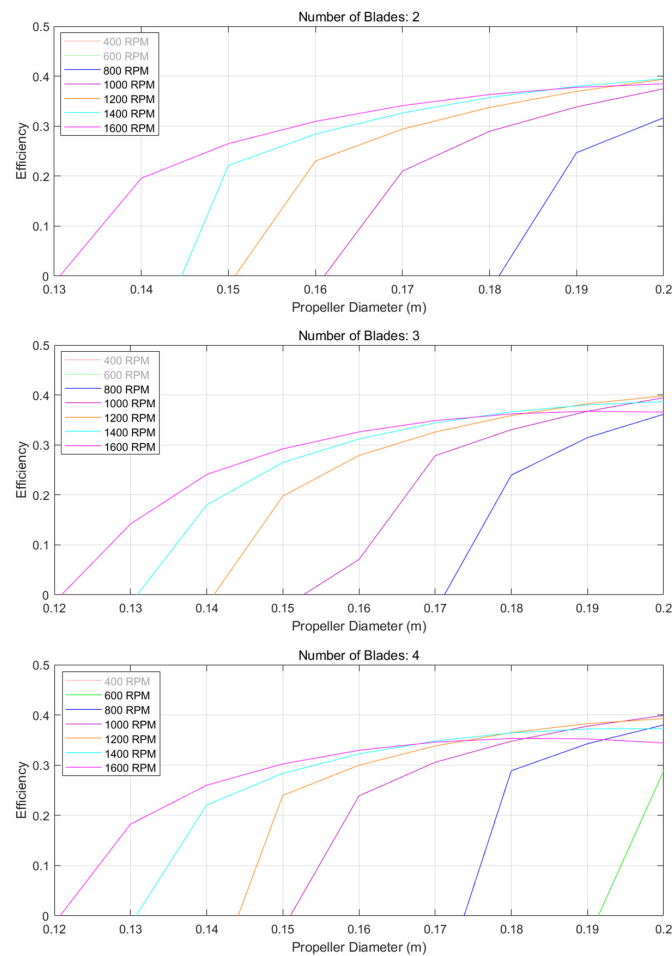 Number of Blades: 2
0.5
0.4
0.3
0.2
0.1
0
Efficiency
400 RPM
600 RPM
800 RPM
1000 RPM
1200 RPM
1400 RPM
1600 RPM
0.13 0.14 0.15 0.16 0.17 0.18 0.19 0.2
Propeller Diameter (m)
Number of Blades: 3
0.5
0.4
0.3
0.2
0.1
0
Efficiency
400 RPM
600 RPM
800 RPM
1000 RPM
1200 RPM
1400 RPM
1600 RPM
0.12 0.13 0.14 0.15 0.16 0.17 0.18 0.19 0.2
Propeller Diameter (m)
Number of Blades: 4
0.5
0.4
0.3
0.2
0.1
0
Efficiency
400 RPM
600 RPM
800 RPM
1000 RPM
1200 RPM
1400 RPM
1600 RPM
0.12 0.13 0.14 0.15 0.16 0.17 0.18 0.19 0.2
Propeller Diameter (m)